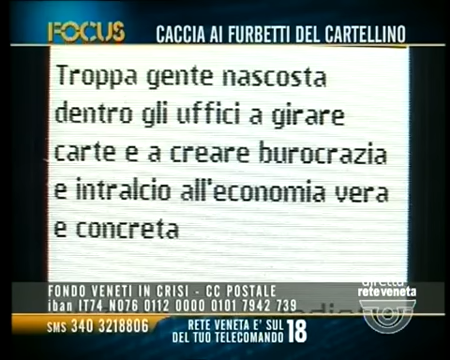 FOCUS CACCIA AI FURBETTI DEL CARTELLINO
Troppa gente nascosta
dentro gli uffici a girare
carte e a creare burocrazia
e intralcio all'economia vera
e concreta
FONDO VENETI IN CRISI - CC POSTALE
iban IT74 N076 0112 0000 0101 7942 739
diretta
reteveneta
SMS 340 3218806
RETE VENETA E' SUL
DEL TUO TELECOMANDO 18